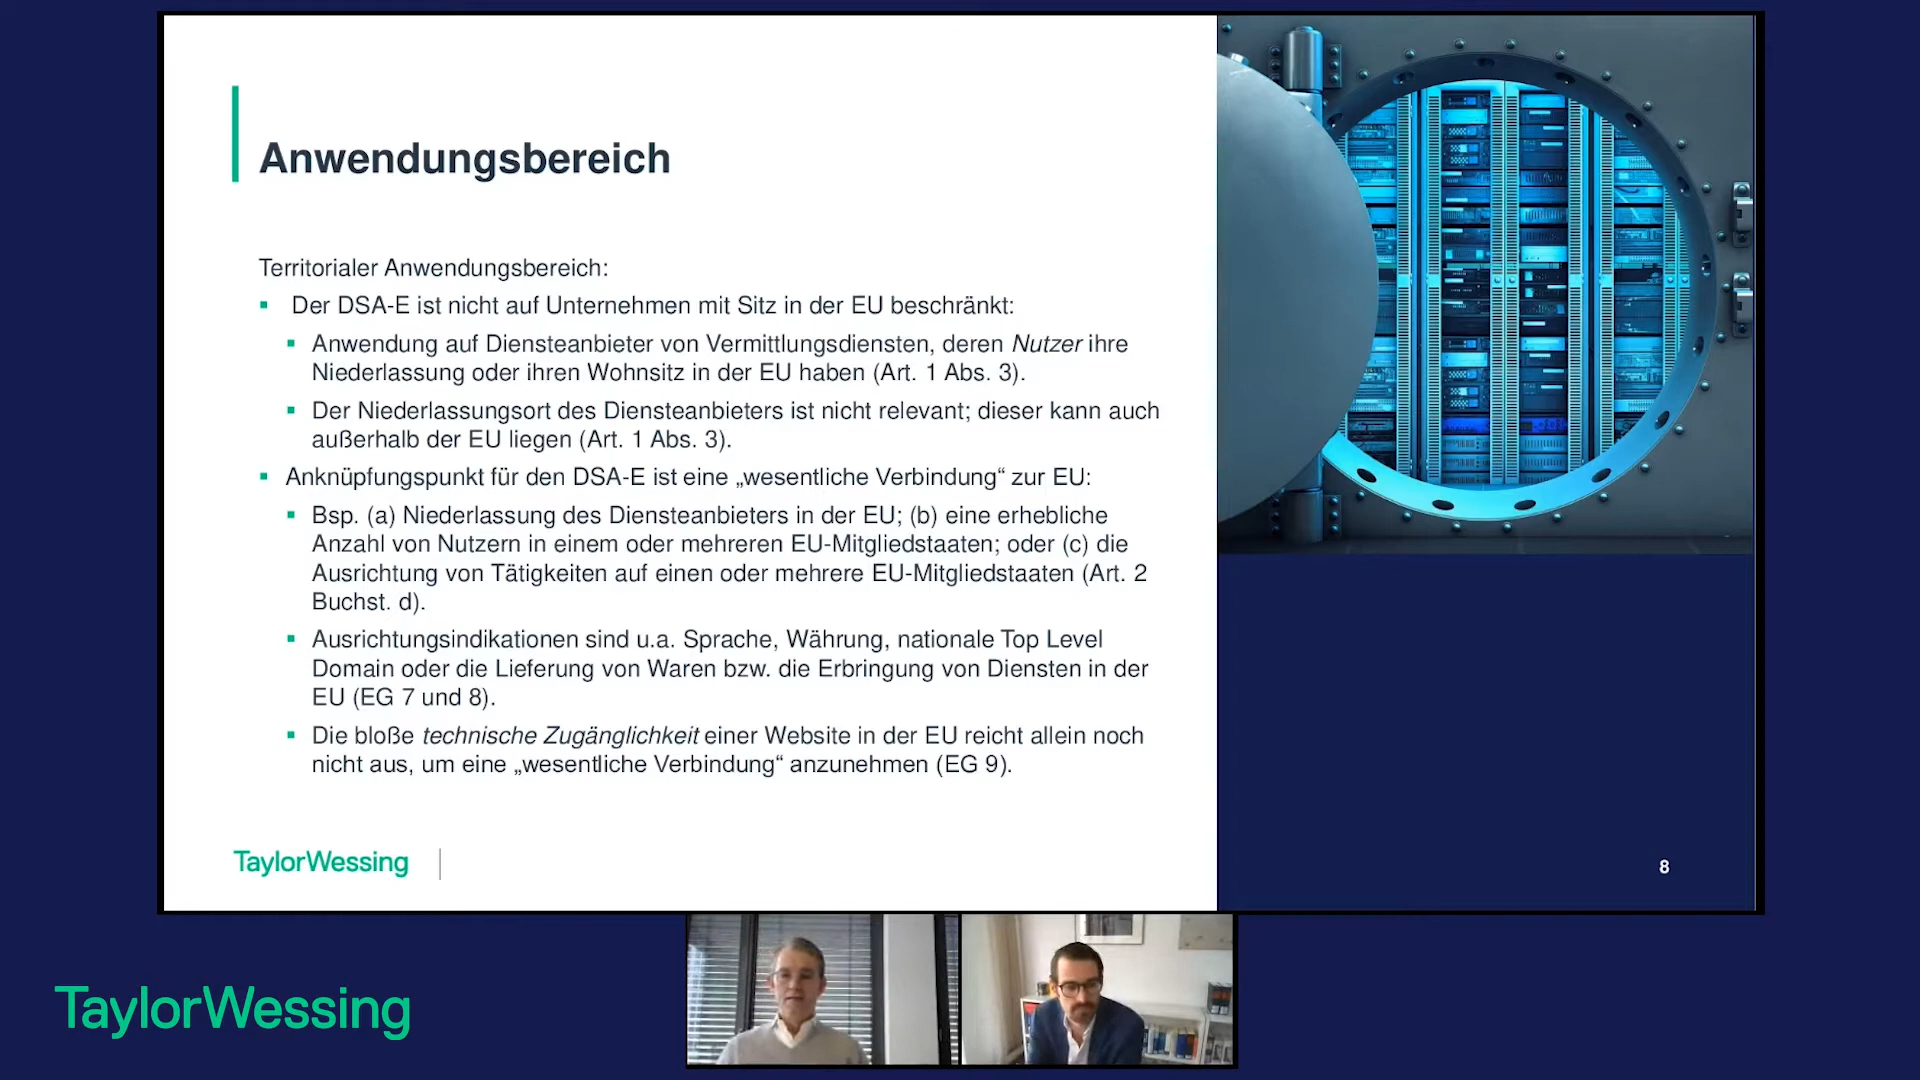 Anwendungsbereich
Territorialer Anwendungsbereich:
Der DSA-E ist nicht auf Unternehmen mit Sitz in der EU beschränkt:
Anwendung auf Diensteanbieter von Vermittlungsdiensten, deren Nutzer ihre
Niederlassung oder ihren Wohnsitz in der EU haben (Art. 1 Abs. 3).
Der Niederlassungsort des Diensteanbieters ist nicht relevant; dieser kann auch
außerhalb der EU liegen (Art. 1 Abs. 3).
Anknüpfungspunkt für den DSA-E ist eine „wesentliche Verbindung“ zur EU:
Bsp. (a) Niederlassung des Diensteanbieters in der EU; (b) eine erhebliche
Anzahl von Nutzern in einem oder mehreren EU-Mitgliedstaaten; oder (c) die
Ausrichtung von Tätigkeiten auf einen oder mehrere EU-Mitgliedstaaten (Art. 2
Buchst. d).
Ausrichtungsindikationen sind u.a. Sprache, Währung, nationale Top Level
Domain oder die Lieferung von Waren bzw. die Erbringung von Diensten in der
EU (EG 7 und 8).
Die bloße technische Zugänglichkeit einer Website in der EU reicht allein noch
nicht aus, um eine „wesentliche Verbindung“ anzunehmen (EG 9).
TaylorWessing
8
TaylorWessing